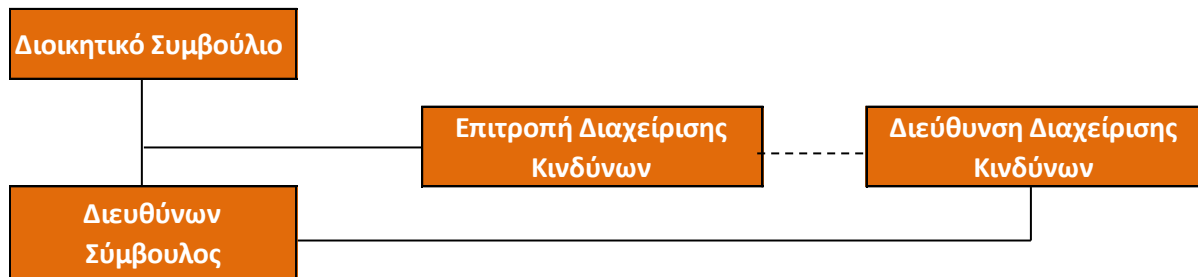 Διοικητικό Συμβούλιο
Επιτροπή Διαχείρισης
Κινδύνων
Διεύθυνση Διαχείρισης
Κινδύνων
Διευθύνων
Σύμβουλος